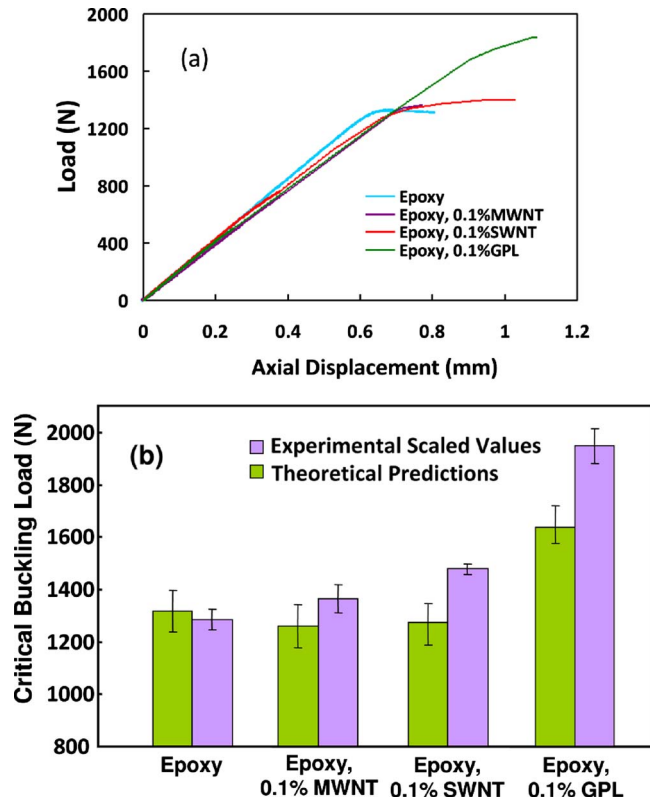 (a)
Load (N)
2000
1600
1200
800
400
0
Epoxy
Epoxy, 0.1%MWNT
Epoxy, 0.1%SWNT
Epoxy, 0.1%GPL
0 0.2 0.4 0.6 0.8 1 1.2
Axial Displacement (mm)
(b)
Critical Buckling Load (N)
2000
1800
1600
1400
1200
1000
800
Experimental Scaled Values
Theoretical Predictions
Epoxy Epoxy, Epoxy, Epoxy,
0.1% MWNT 0.1% SWNT 0.1% GPL